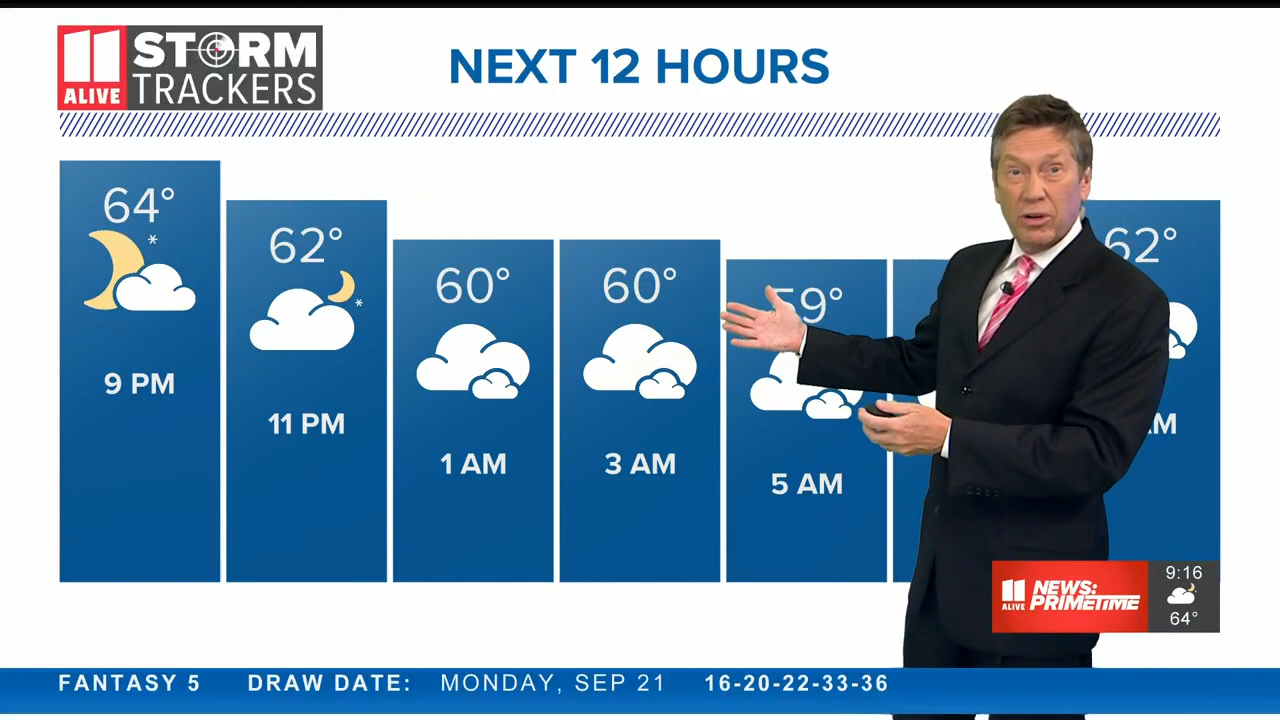 11 ALIVE STORM TRACKERS
NEXT 12 HOURS
64°
9 PM
62°
11 PM
60°
1 AM
60°
3 AM
59°
5 AM
62°
11 ALIVE NEWS: PRIMETIME
9:16
64°
FANTASY 5 DRAW DATE: MONDAY, SEP 21 16-20-22-33-36